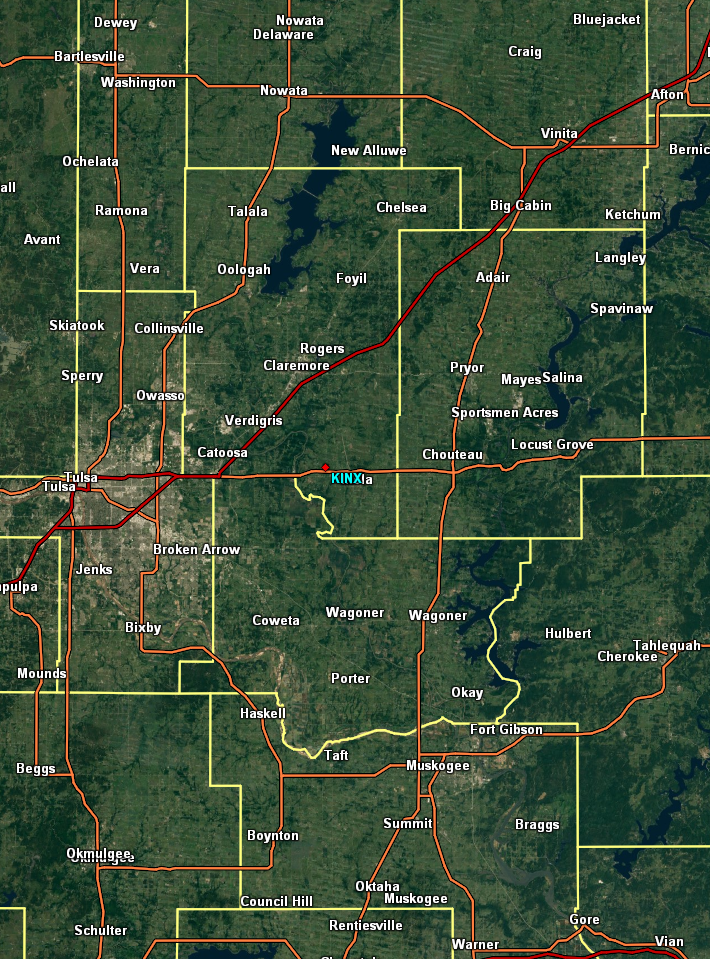 Dewey
Nowata
Delaware
Bluejacket
Craig
Bartlesville
Washington
Nowata
Afton
Vinita
New Alluwe
Bernic
Ochelata
all
Ramona
Talala
Chelsea
Big Cabin
Ketchum
Avant
Vera
Oologah
Foyil
Adair
Langley
Spavinaw
Skiatook
Collinsville
Rogers
Claremore
Sperry
Owasso
Pryor
Mayes
Salina
Verdigris
Sportsmen Acres
Catoosa
Chouteau
Locust Grove
Tulsa
Tulsa
KINX
la
Broken Arrow
Jenks
pulpa
Coweta
Wagoner
Wagoner
Bixby
Hulbert
Tahlequah
Cherokee
Mounds
Porter
Okay
Haskell
Fort Gibson
Taft
Muskogee
Beggs
Boynton
Summit
Braggs
Okmulgee
Okmulgee
Oktaha
Muskogee
Council Hill
Rentiesville
Gore
Schulter
Warner
Vian